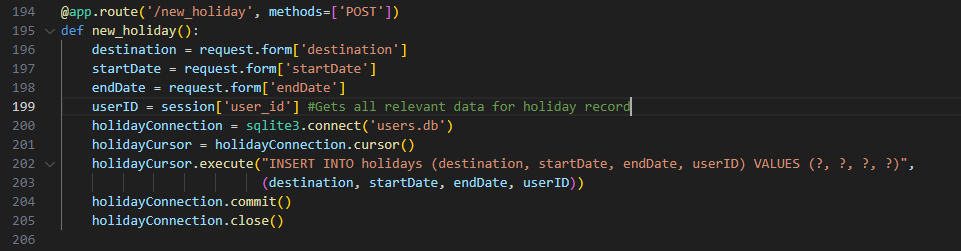 194 @app.route('/new_holiday', methods=['POST'])
195 def new_holiday():
196     destination = request.form['destination']
197     startDate = request.form['startDate']
198     endDate = request.form['endDate']
199     userID = session['user_id'] #Gets all relevant data for holiday record
200     holidayConnection = sqlite3.connect('users.db')
201     holidayCursor = holidayConnection.cursor()
202     holidayCursor.execute("INSERT INTO holidays (destination, startDate, endDate, userID) VALUES (?, ?, ?, ?)",
203                           (destination, startDate, endDate, userID))
204     holidayConnection.commit()
205     holidayConnection.close()
206